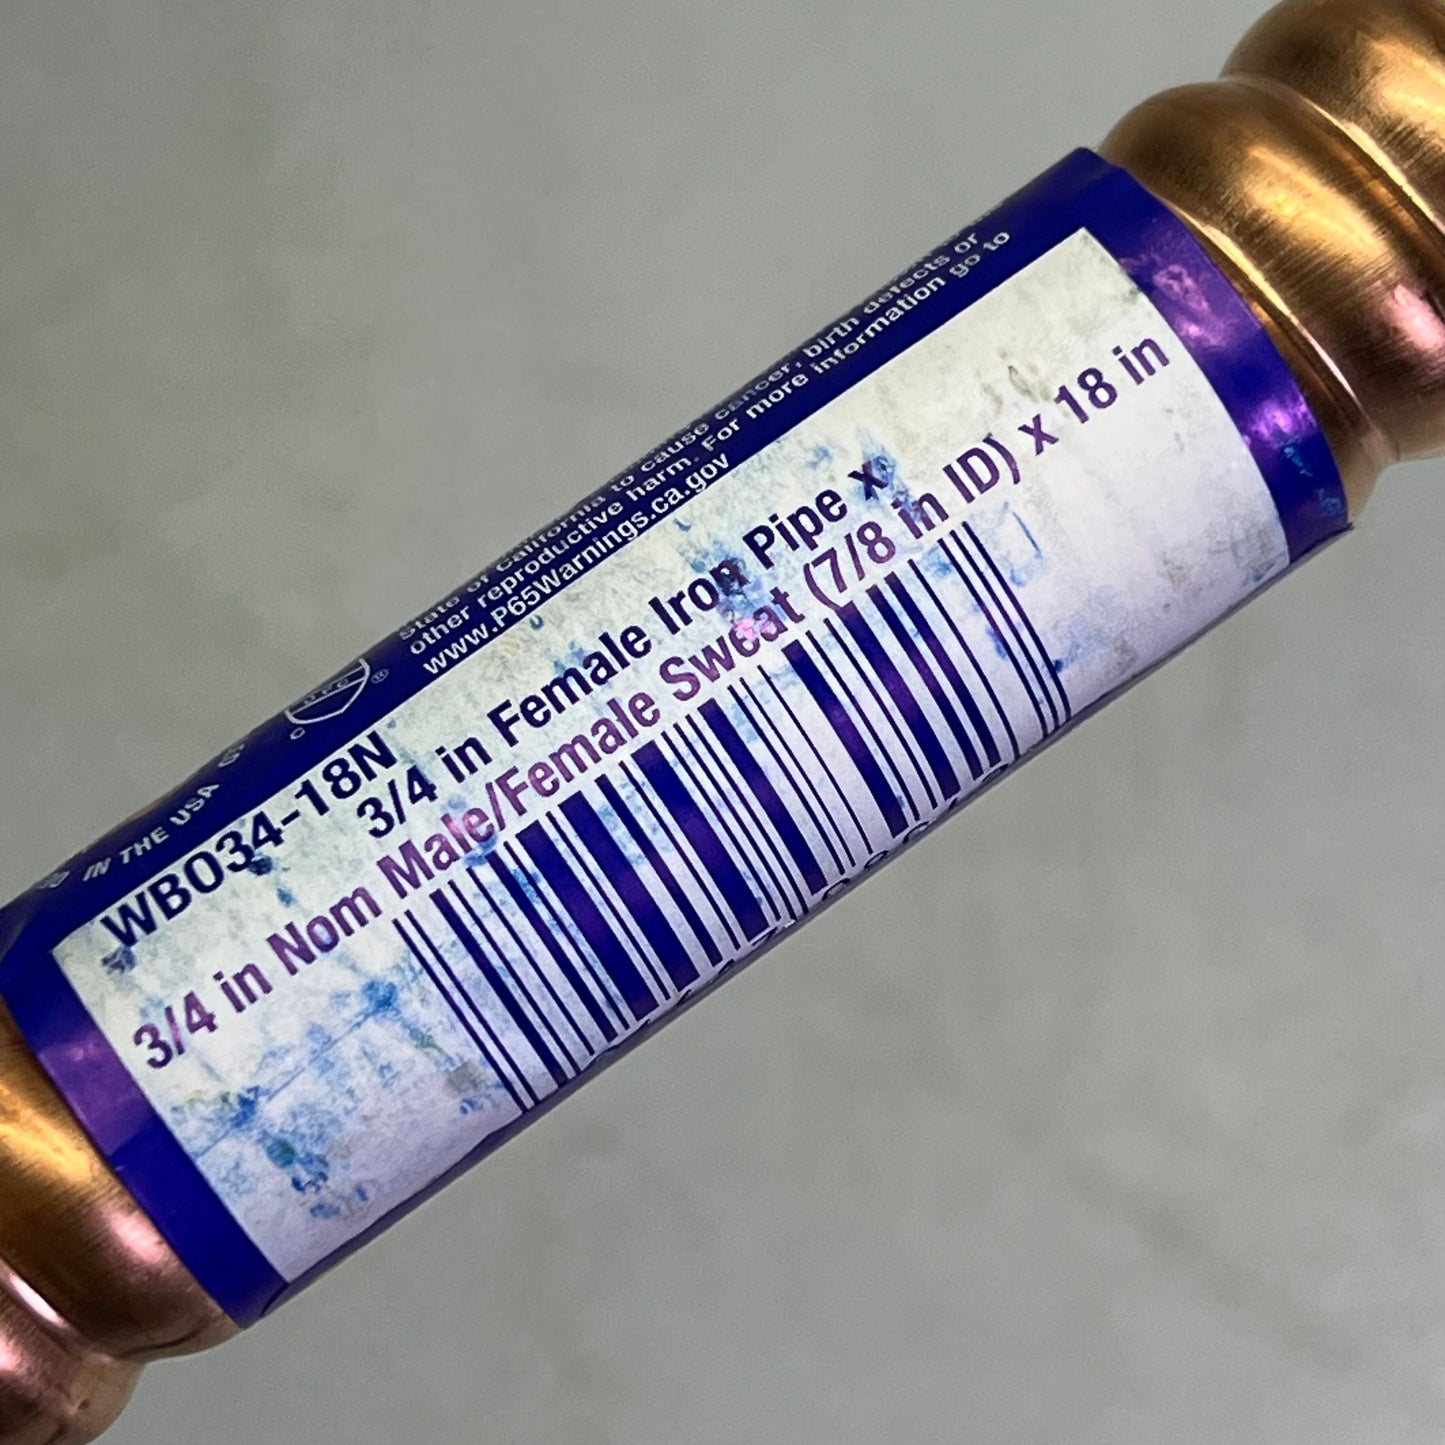 State of California to cause cancer, birth defects or
other reproductive harm. For more information go to
www.P65Warnings.ca.gov
UPC ®
IN THE USA
WBO34-18N
3/4 in Female Iron Pipe x
3/4 in Nom Male/Female Sweat (7/8 in ID) x 18 in